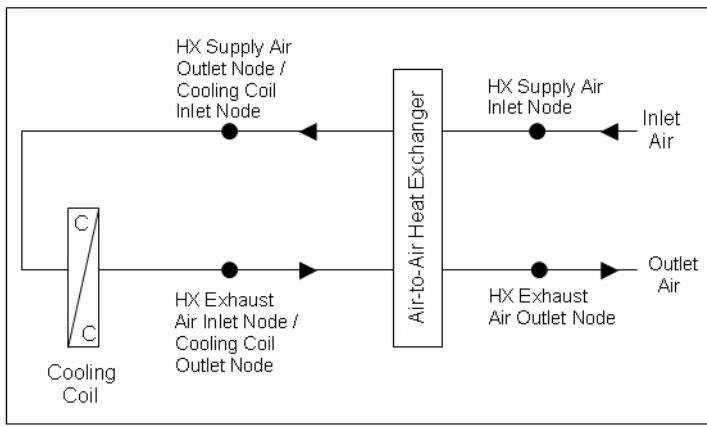 HX Supply Air
Outlet Node /
Cooling Coil
Inlet Node
HX Supply Air
Inlet Node
Inlet
Air
Air-to-Air Heat Exchanger
C
C
Cooling
Coil
HX Exhaust
Air Inlet Node /
Cooling Coil
Outlet Node
HX Exhaust
Air Outlet Node
Outlet
Air